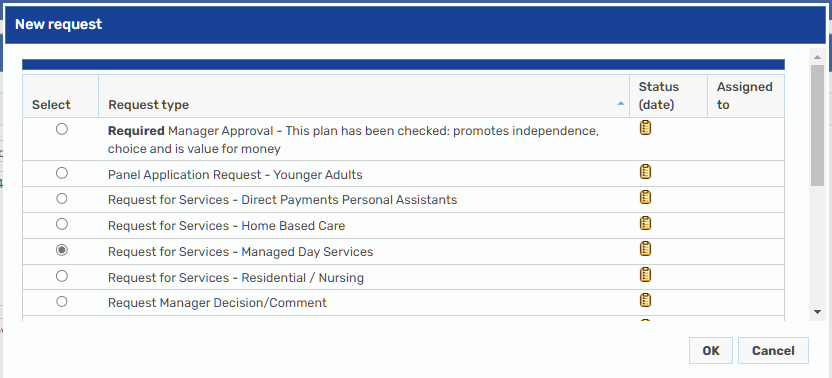 New request
Select
Request type
Status
(date)
Assigned
to
Required Manager Approval - This plan has been checked: promotes independence,
choice and is value for money
Panel Application Request - Younger Adults
Request for Services - Direct Payments Personal Assistants
Request for Services - Home Based Care
Request for Services - Managed Day Services
Request for Services - Residential / Nursing
Request Manager Decision/Comment
OK
Cancel